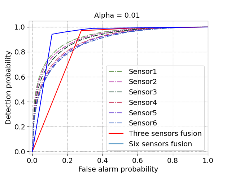 Alpha = 0.01
Detection probability
1.0
0.8
0.6
0.4
0.2
0.0
Sensor1
Sensor2
Sensor3
Sensor4
Sensor5
Sensor6
Three sensors fusion
Six sensors fusion
0.0 0.2 0.4 0.6 0.8 1.0
False alarm probability